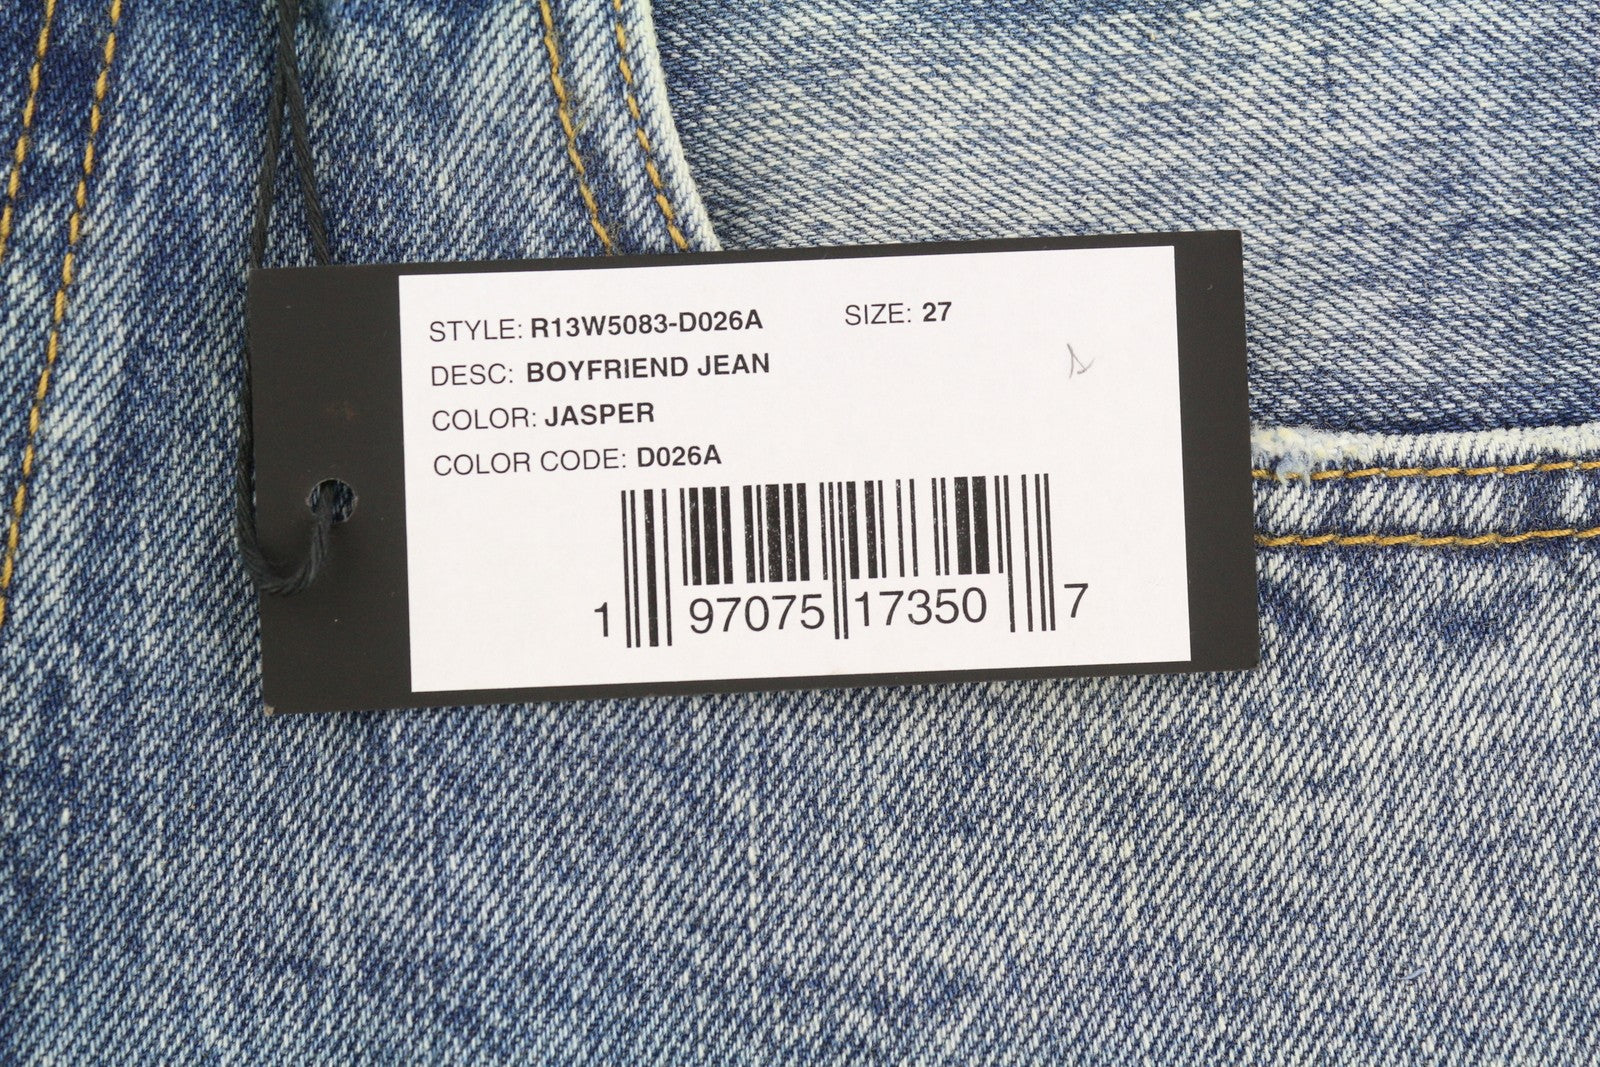 STYLE: R13W5083-D026A SIZE: 27
DESC: BOYFRIEND JEAN
COLOR: JASPER
COLOR CODE: D026A
1 97075 17350 7